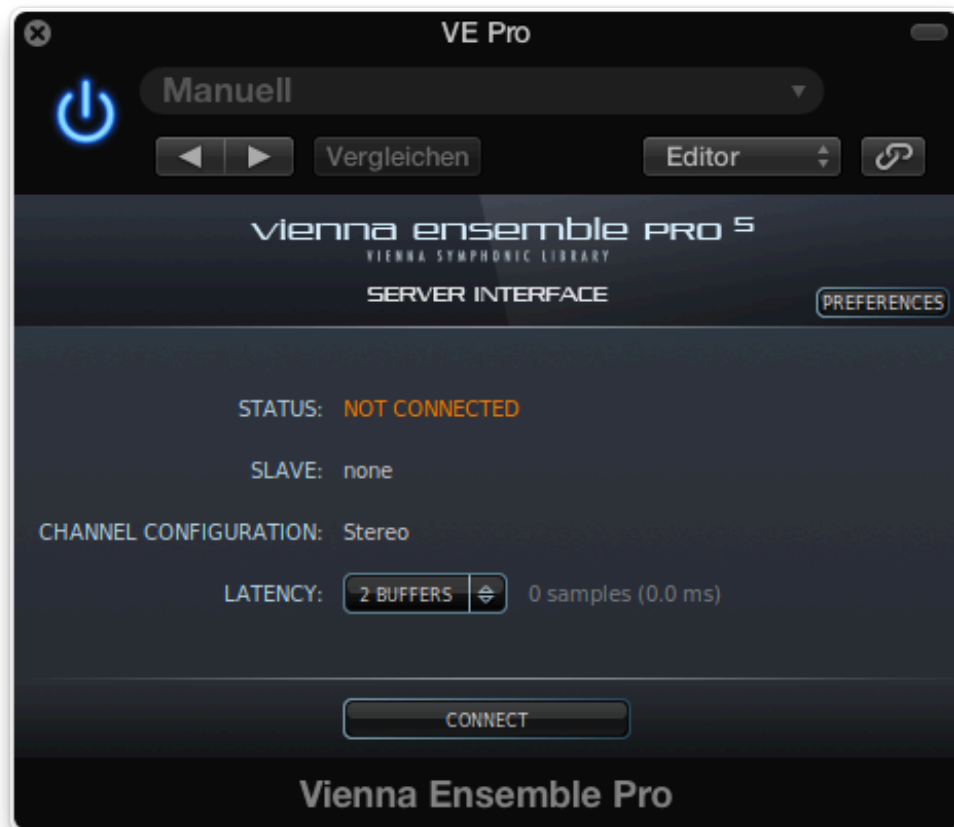 VE Pro
Manuell
Vergleichen Editor
vienna ensemble PRO 5
VIENNA SYMPHONIC LIBRARY
SERVER INTERFACE
PREFERENCES
STATUS: NOT CONNECTED
SLAVE: none
CHANNEL CONFIGURATION: Stereo
LATENCY: 2 BUFFERS 0 samples (0.0 ms)
CONNECT
Vienna Ensemble Pro